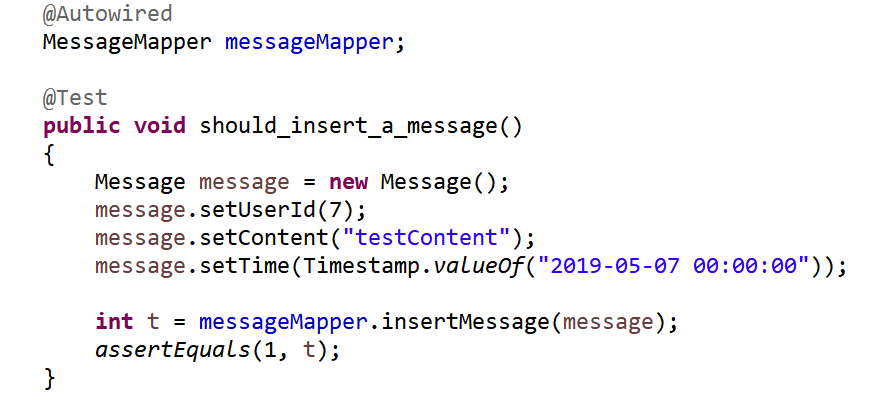 @Autowired
MessageMapper messageMapper;
@Test
public void should_insert_a_message()
{
Message message = new Message();
message.setUserId(7);
message.setContent("testContent");
message.setTime(Timestamp.valueOf("2019-05-07 00:00:00"));
int t = messageMapper.insertMessage(message);
assertEquals(1, t);
}